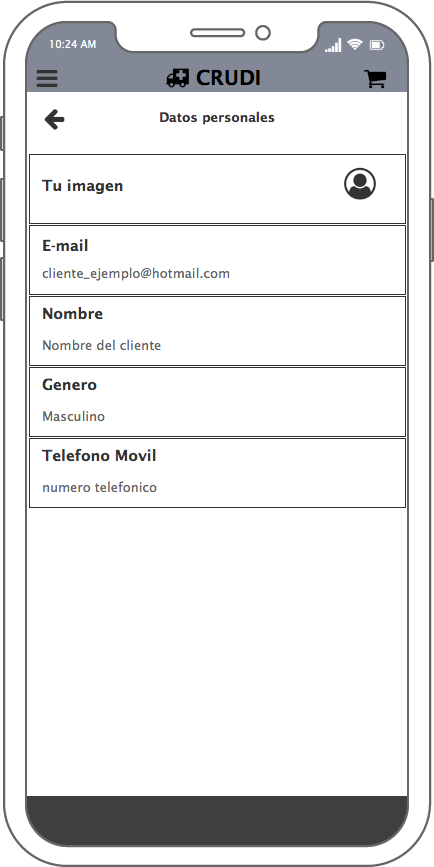 10:24 AM
CRUDI
Datos personales
Tu imagen
E-mail
cliente_ejemplo@hotmail.com
Nombre
Nombre del cliente
Genero
Masculino
Telefono Movil
numero telefonico